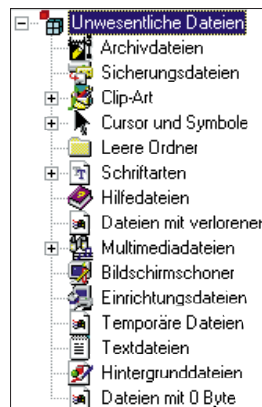 Unwesentliche Dateien
Archivdateien
Sicherungsdateien
Clip-Art
Cursor und Symbole
Leere Ordner
Schriftarten
Hilfedateien
Dateien mit verlorener
Multimediadateien
Bildschirmschoner
Einrichtungsdateien
Temporäre Dateien
Textdateien
Hintergrunddateien
Dateien mit 0 Byte